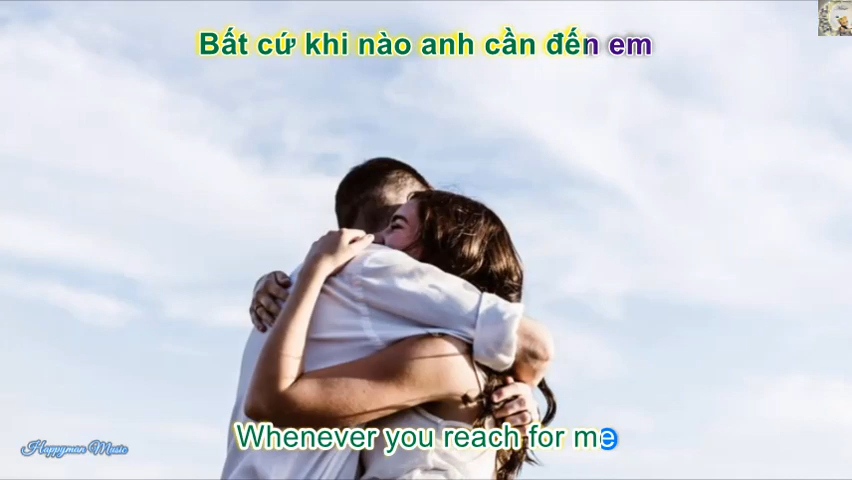 Bất cứ khi nào anh cần đến em
Whenever you reach for me
Happyman Music